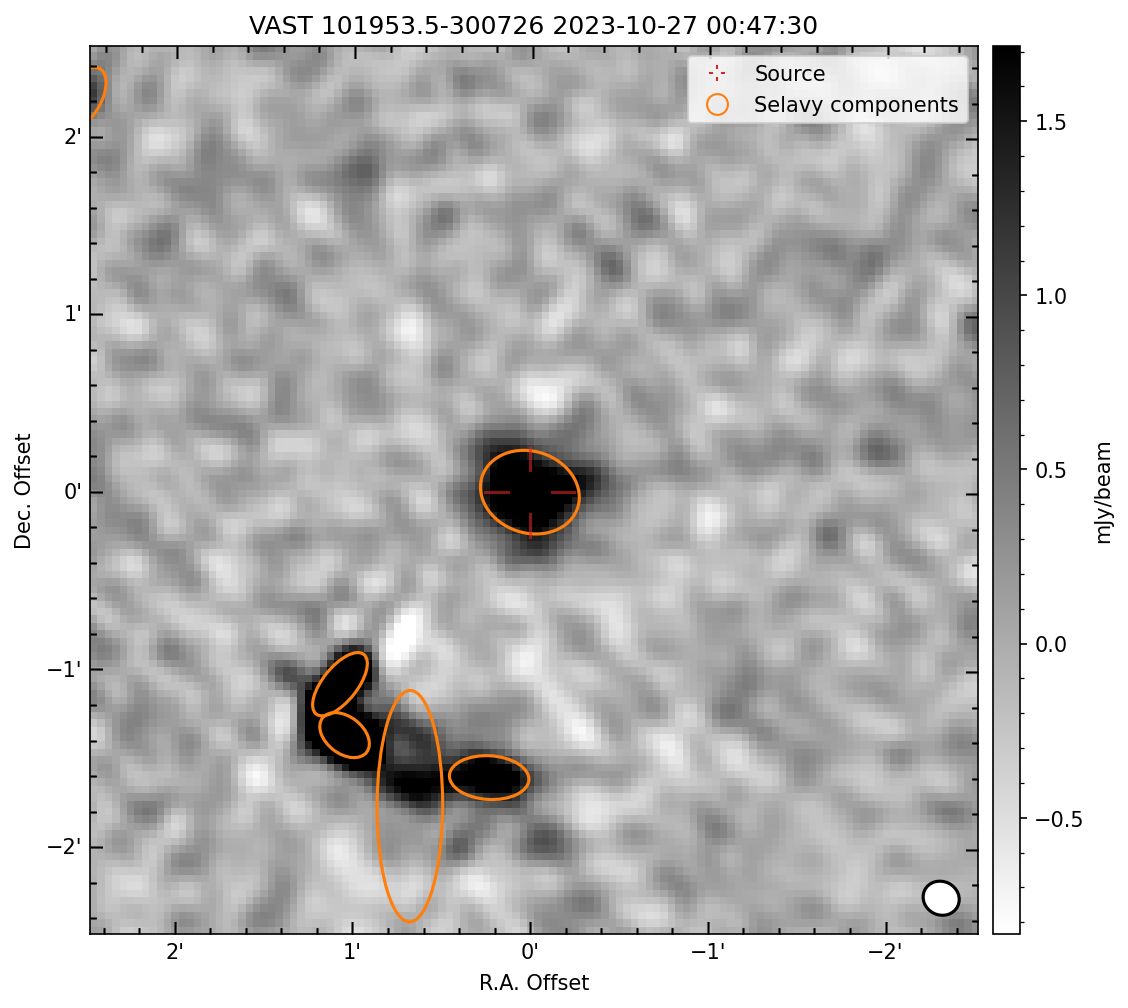 VAST 101953.5-300726 2023-10-27 00:47:30
Source
Selavy components
2'
1'
0'
−1'
−2'
Dec. Offset
2'
1'
0'
−1'
−2'
R.A. Offset
1.5
1.0
0.5
0.0
−0.5
mJy/beam